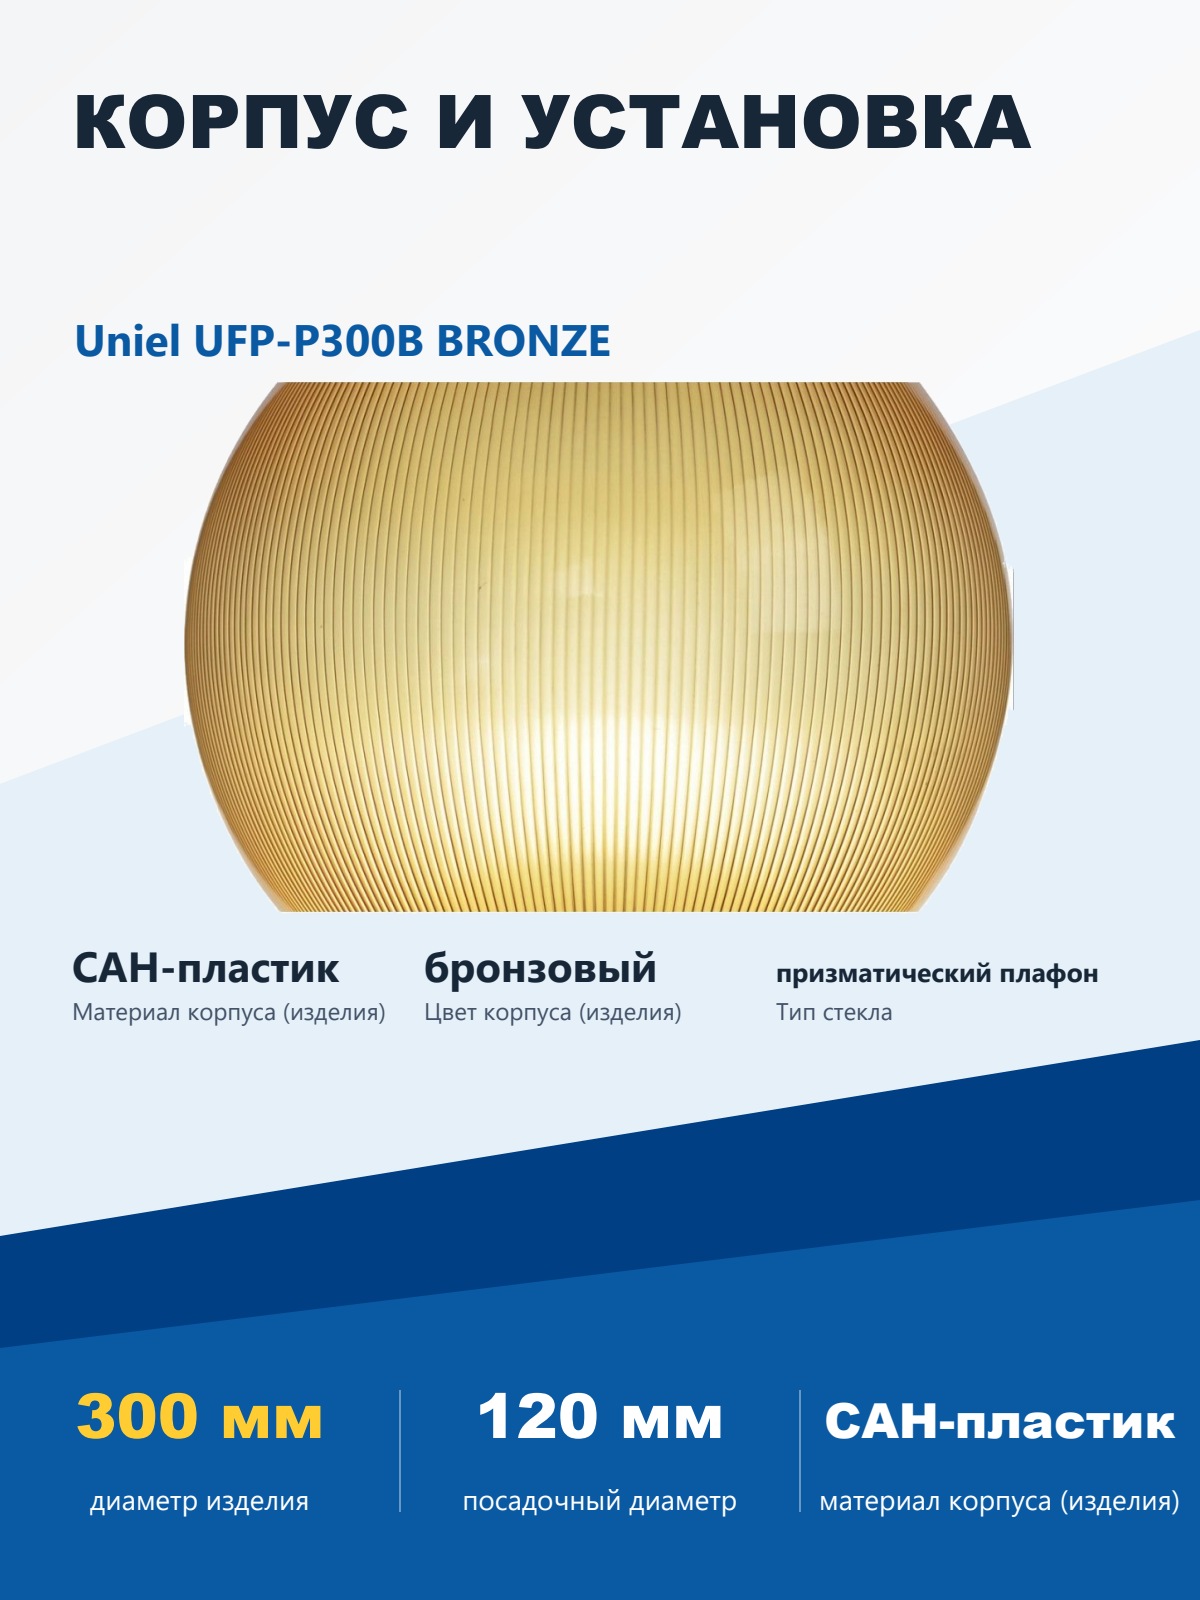 КОРПУС И УСТАНОВКА
Uniel UFP-P300B BRONZE
САН-пластик
Материал корпуса (изделия)
бронзовый
Цвет корпуса (изделия)
призматический плафон
Тип стекла
300 мм
диаметр изделия
120 мм
посадочный диаметр
САН-пластик
материал корпуса (изделия)